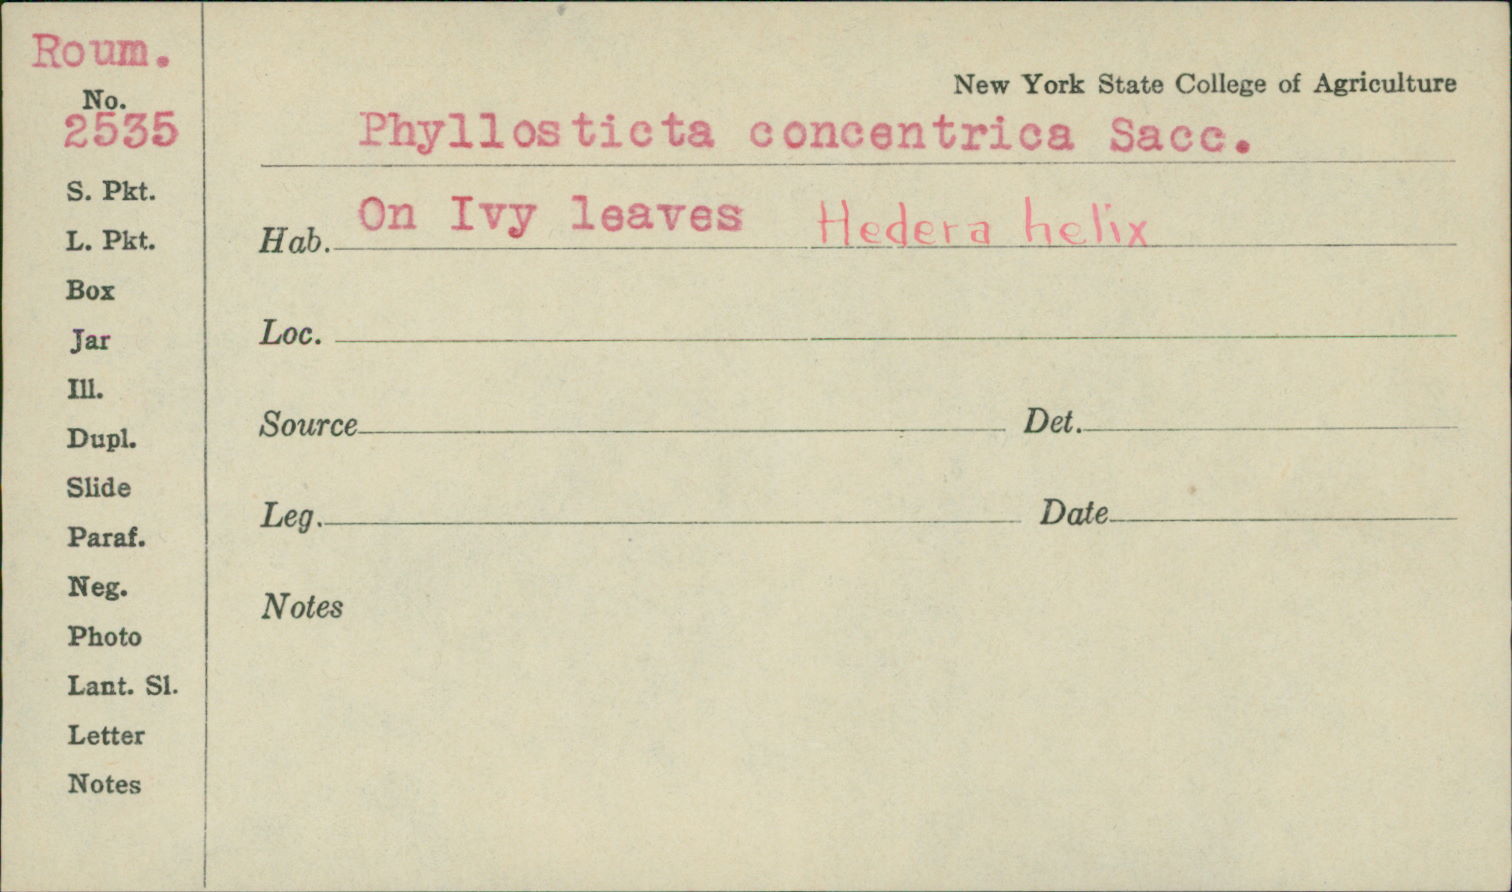 Roum.
No.
2535
S. Pkt.
L. Pkt.
Box
Jar
Ill.
Dupl.
Slide
Paraf.
Neg.
Photo
Lant. Sl.
Letter
Notes
New York State College of Agriculture
Phyllosticta concentrica Sacc.
Hab. On Ivy leaves Hedera helix
Loc.
Source Det.
Leg. Date
Notes